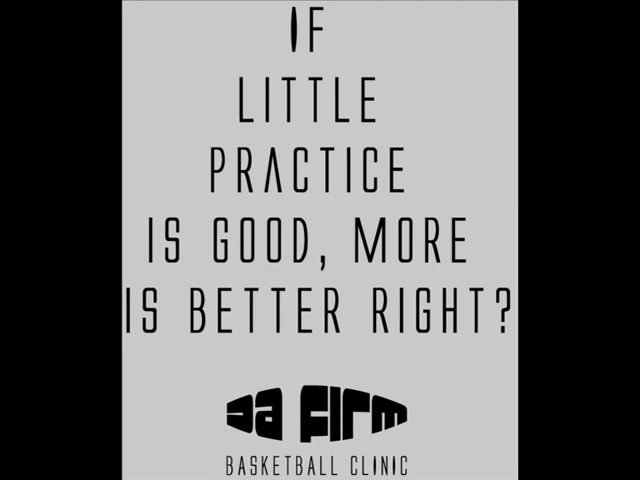 IF
LITTLE
PRACTICE
IS GOOD, MORE
IS BETTER RIGHT?
Da Firm
BASKETBALL CLINIC